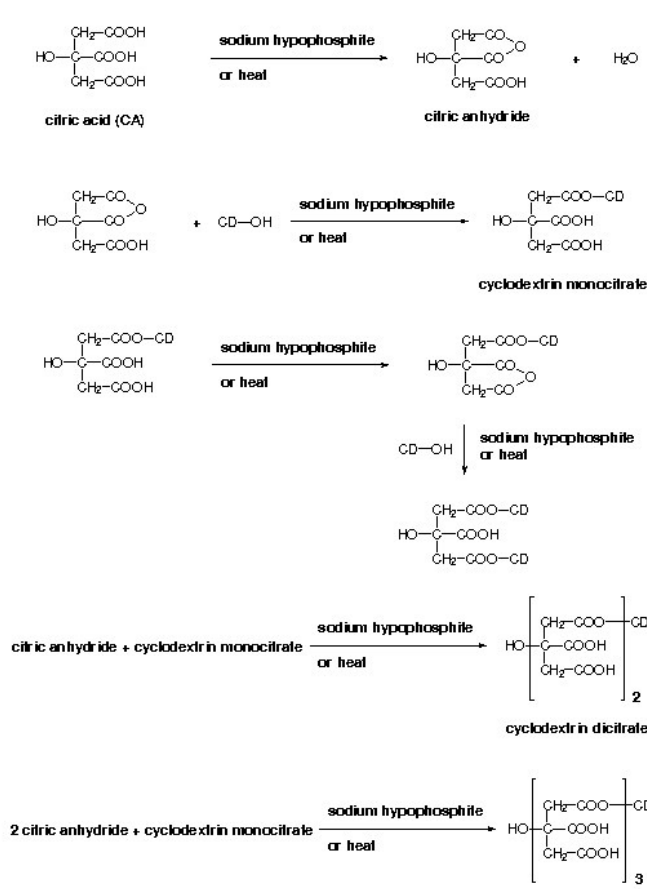 CH₂–COOH
sodium hypophosphite
CH₂–CO
O
HO–C–COOH
HO–C–CO
+ H₂O
or heat
CH₂–COOH
CH₂–COOH
citric acid (CA)
citric anhydride
CH₂–CO
O
sodium hypophosphite
CH₂–COO–CD
HO–C–CO
+ CD–OH
HO–C–COOH
or heat
CH₂–COOH
CH₂–COOH
cyclodextrin monocitrate
CH₂–COO–CD
sodium hypophosphite
CH₂–COO–CD
HO–C–COOH
HO–C–CO
O
or heat
CH₂–COOH
CH₂–CO
CD–OH
sodium hypophosphite
or heat
CH₂–COO–CD
HO–C–COOH
CH₂–COO–CD
citric anhydride + cyclodextrin monocitrate
sodium hypophosphite
or heat
CH₂–COO–CD
HO–C–COOH
CH₂–COOH
2
cyclodextrin dicitrate
2 citric anhydride + cyclodextrin monocitrate
sodium hypophosphite
or heat
CH₂–COO–CD
HO–C–COOH
CH₂–COOH
3